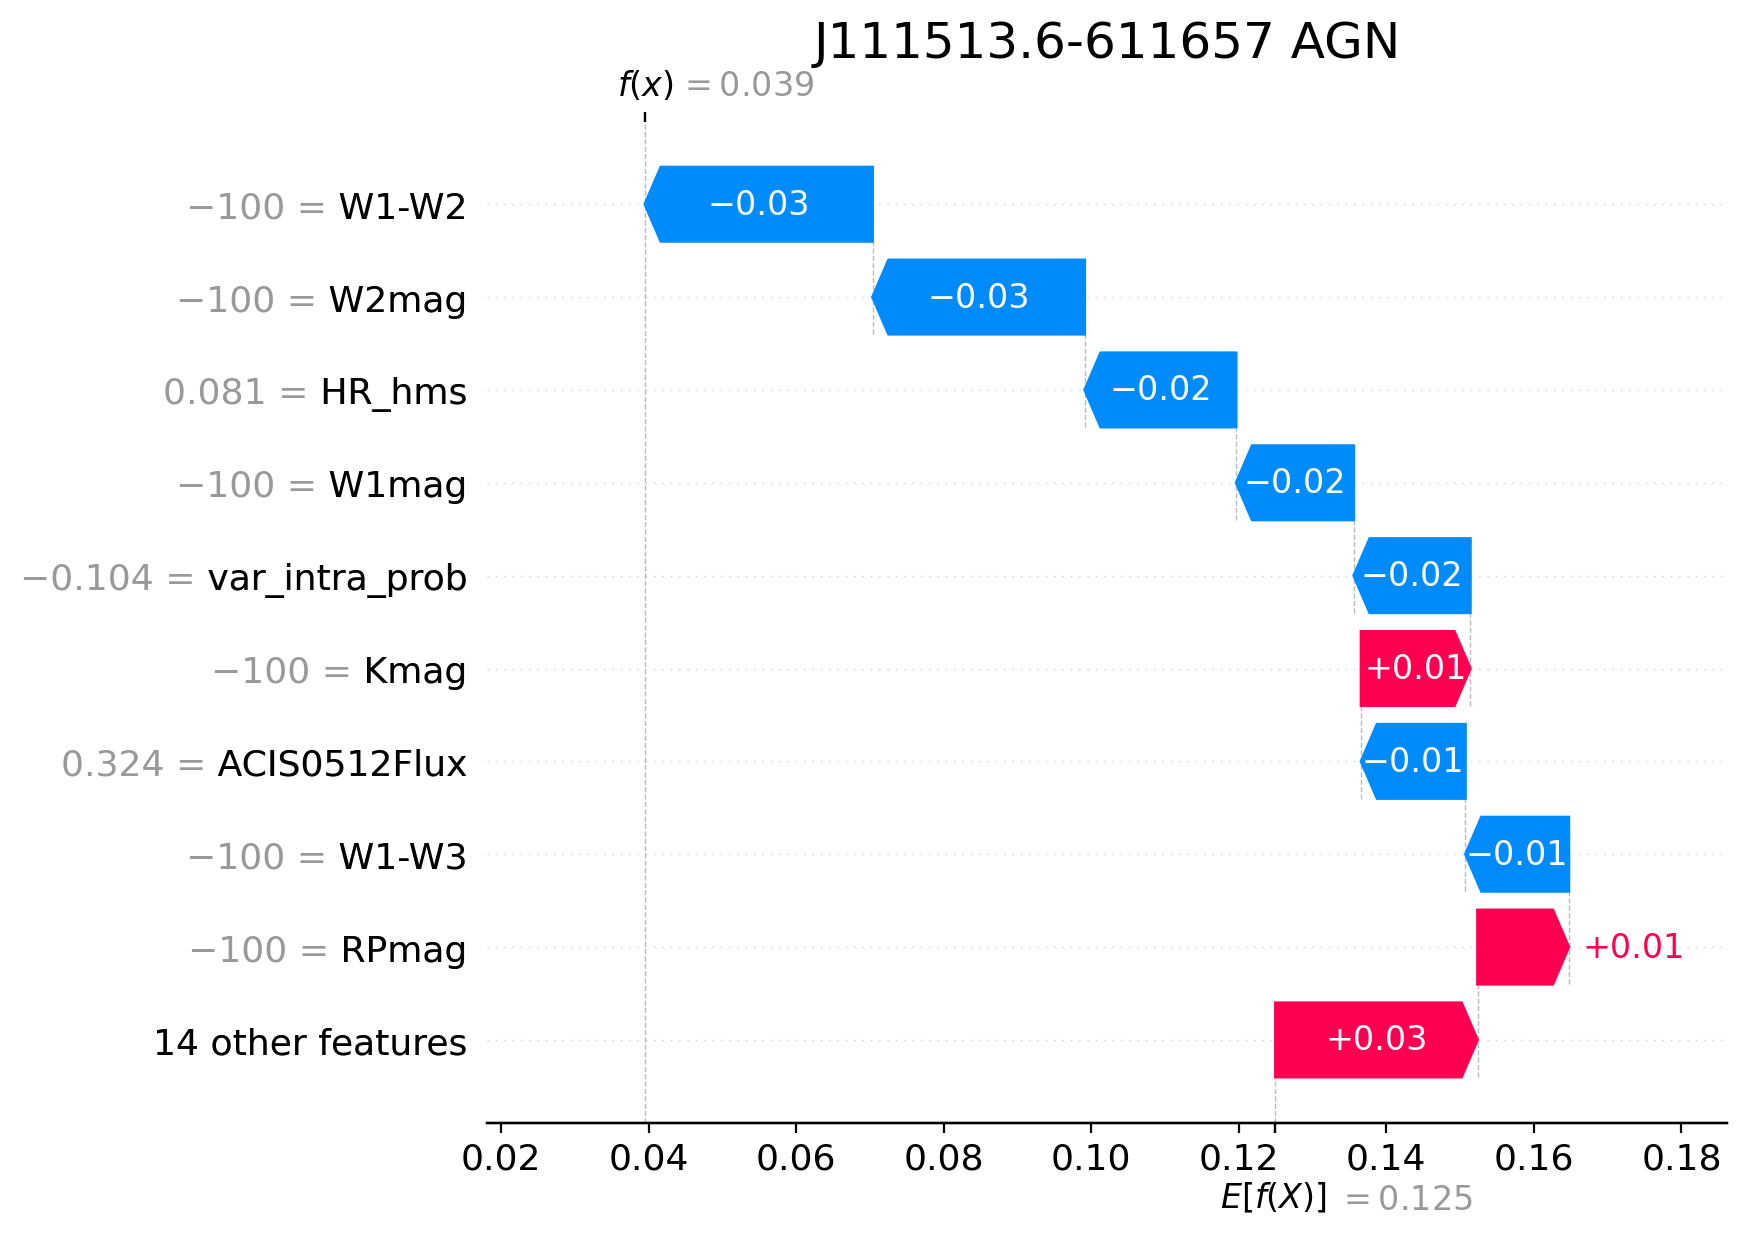 J111513.6-611657 AGN
f(x) = 0.039
−100 = W1-W2 −0.03
−100 = W2mag −0.03
0.081 = HR_hms −0.02
−100 = W1mag −0.02
−0.104 = var_intra_prob −0.02
−100 = Kmag +0.01
0.324 = ACIS0512Flux −0.01
−100 = W1-W3 −0.01
−100 = RPmag +0.01
14 other features +0.03
0.02 0.04 0.06 0.08 0.10 0.12 0.14 0.16 0.18
E[f(X)] = 0.125